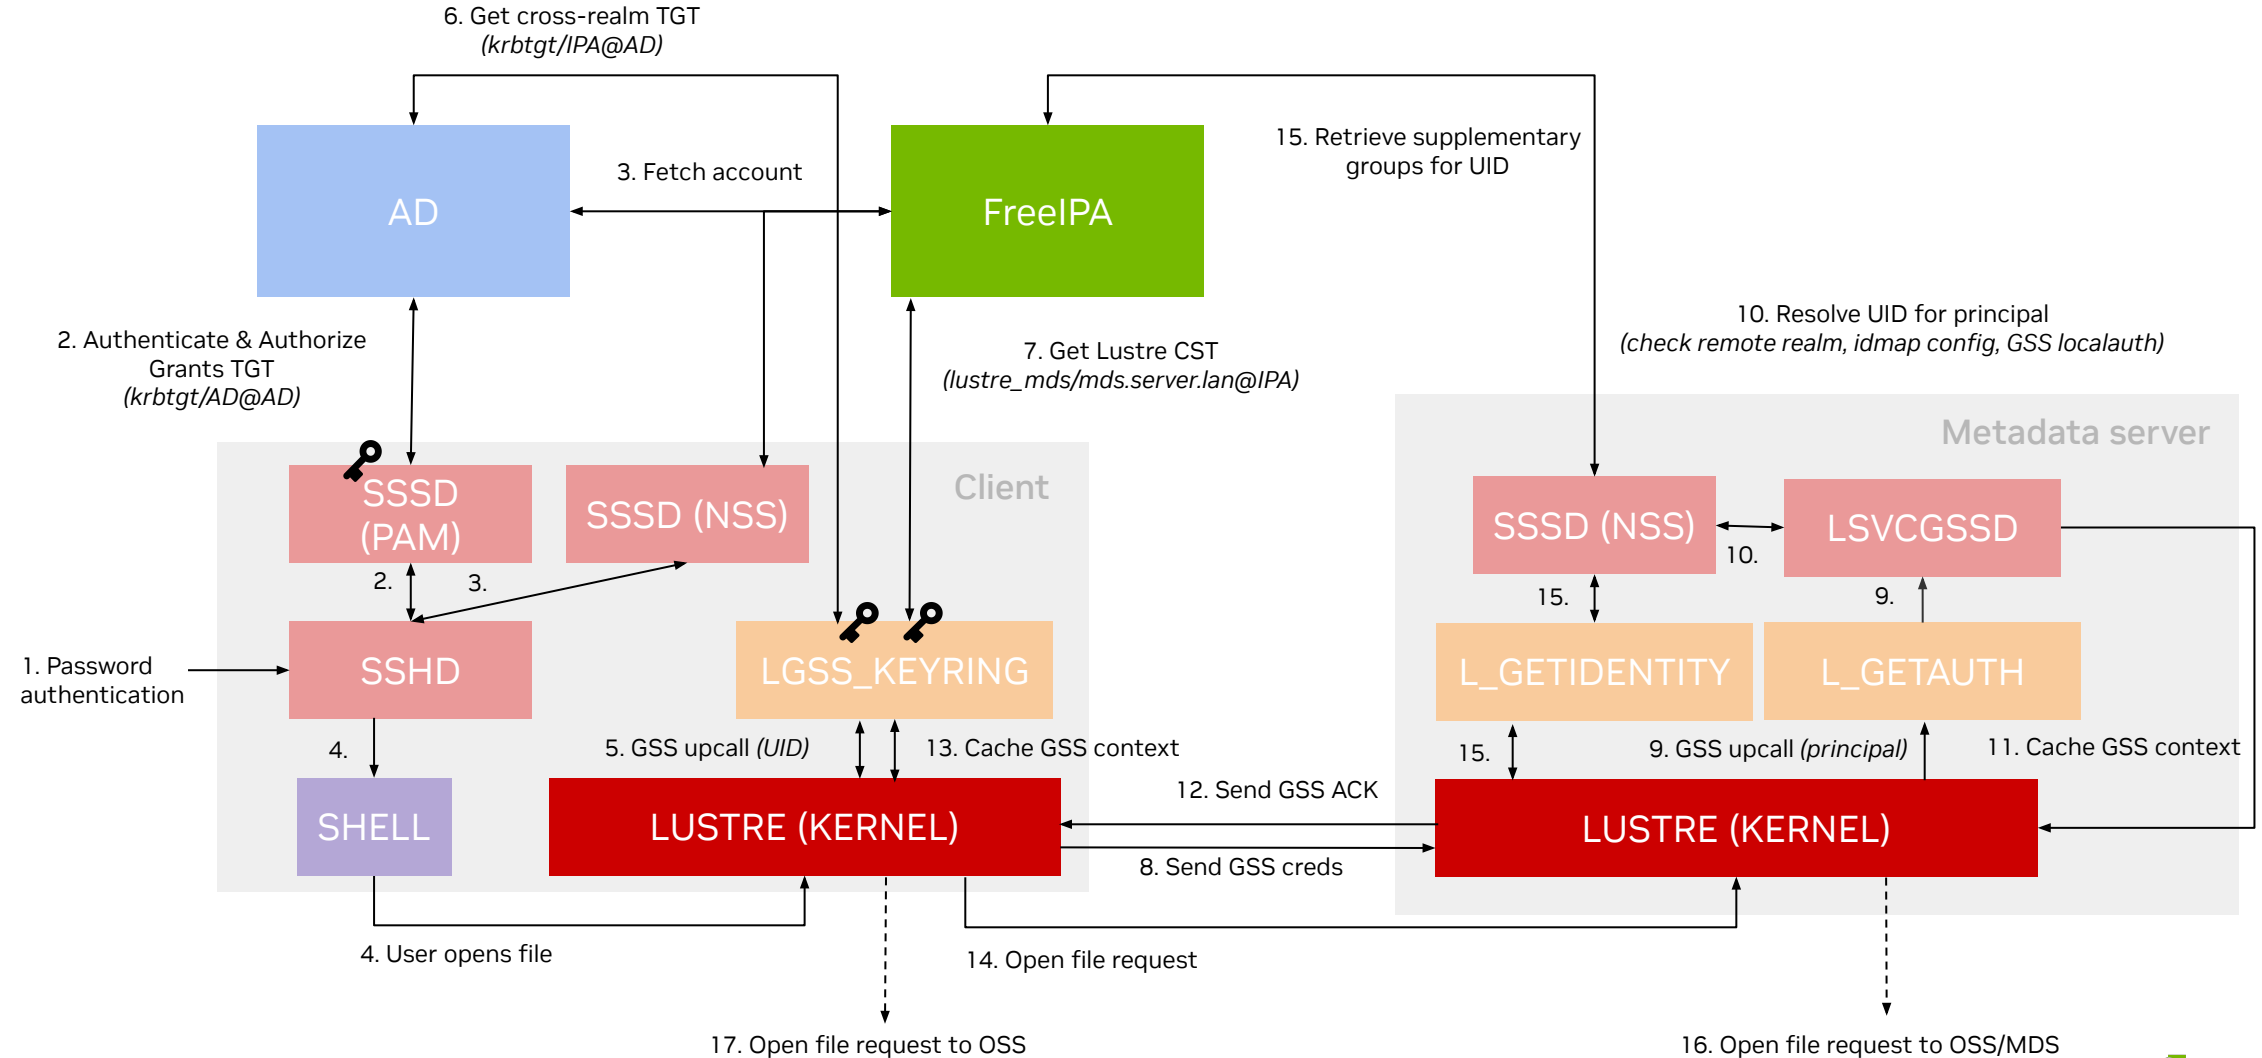 6. Get cross-realm TGT
(krbtgt/IPA@AD)
AD
3. Fetch account
FreeIPA
15. Retrieve supplementary
groups for UID
2. Authenticate & Authorize
Grants TGT
(krbtgt/AD@AD)
7. Get Lustre CST
(lustre_mds/mds.server.lan@IPA)
10. Resolve UID for principal
(check remote realm, idmap config, GSS localauth)
Client
Metadata server
SSSD
(PAM)
SSSD (NSS)
SSSD (NSS)
10.
LSVCGSSD
2.
3.
15.
9.
1. Password
authentication
SSHD
LGSS_KEYRING
L_GETIDENTITY
L_GETAUTH
4.
5. GSS upcall (UID)
13. Cache GSS context
15.
9. GSS upcall (principal)
11. Cache GSS context
SHELL
LUSTRE (KERNEL)
12. Send GSS ACK
8. Send GSS creds
LUSTRE (KERNEL)
4. User opens file
14. Open file request
17. Open file request to OSS
16. Open file request to OSS/MDS